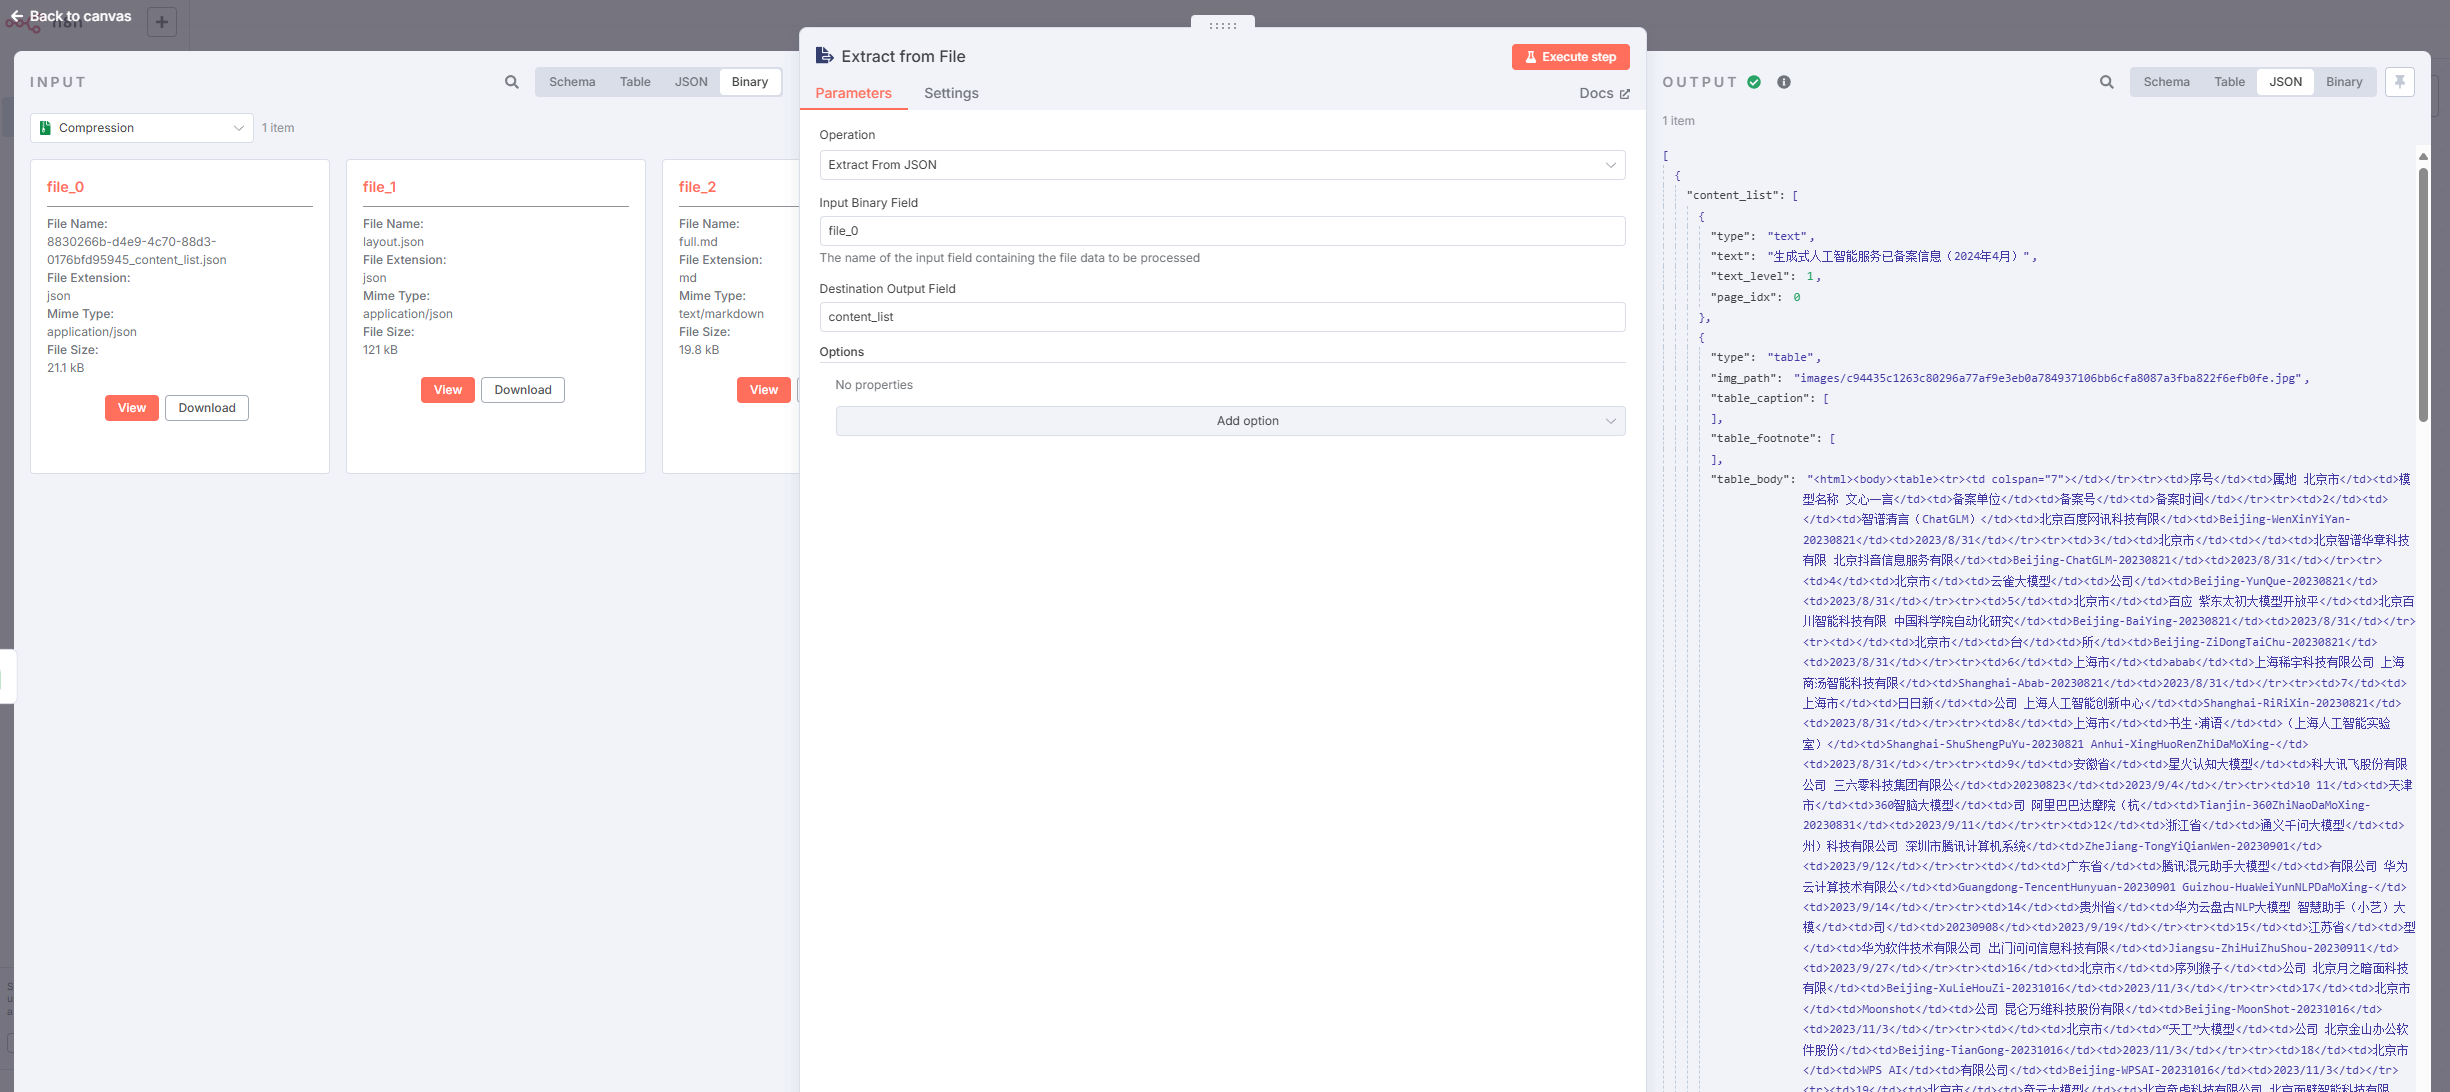 Back to canvas
INPUT
Schema
Table
JSON
Binary
Compression
1 item
file_0
File Name:
8830266b-d4e9-4c70-88d3-
0176bfd95945_content_list.json
File Extension:
json
Mime Type:
application/json
File Size:
21.1 kB
View
Download
file_1
File Name:
layout.json
File Extension:
json
Mime Type:
application/json
File Size:
121 kB
View
Download
file_2
File Name:
full.md
File Extension:
md
Mime Type:
text/markdown
File Size:
19.8 kB
View
Extract from File
Execute step
Parameters
Settings
Docs
Operation
Extract From JSON
Input Binary Field
file_0
The name of the input field containing the file data to be processed
Destination Output Field
content_list
Options
No properties
Add option
OUTPUT
Schema
Table
JSON
Binary
1 item
[
{
"content_list": [
{
"type": "text",
"text": "生成式人工智能服务已备案信息（2024年4月）",
"text_level": 1,
"page_idx": 0
},
{
"type": "table",
"img_path": "images/c94435c1263c80296a77af9e3eb0a784937106bb6cfa8087a3fba822f6efb0fe.jpg",
"table_caption": [
],
"table_footnote": [
],
"table_body": "<html><body><table><tr><td colspan="7"></td></tr><tr><td>序号</td><td>属地 北京市</td><td>模
型名称 文心一言</td><td>备案单位</td><td>备案号</td><td>备案时间</td></tr><tr><td>2</td><td>
</td><td>智谱清言（ChatGLM）</td><td>北京百度网讯科技有限</td><td>Beijing-WenXinYiYan-
20230821</td><td>2023/8/31</td></tr><tr><td>3</td><td>北京市</td><td></td><td>北京智谱华章科技
有限 北京抖音信息服务有限</td><td>Beijing-ChatGLM-20230821</td><td>2023/8/31</td></tr><tr>
<td>4</td><td>北京市</td><td>云雀大模型</td><td>公司</td><td>Beijing-YunQue-20230821</td>
<td>2023/8/31</td></tr><tr><td>5</td><td>北京市</td><td>百应 紫东太初大模型开放平</td><td>北京百
川智能科技有限 中国科学院自动化研究</td><td>Beijing-BaiYing-20230821</td><td>2023/8/31</td></tr>
<tr><td></td><td>北京市</td><td>台</td><td>所</td><td>Beijing-ZiDongTaiChu-20230821</td>
<td>2023/8/31</td></tr><tr><td>6</td><td>上海市</td><td>abab</td><td>上海稀宇科技有限公司 上海
商汤智能科技有限</td><td>Shanghai-Abab-20230821</td><td>2023/8/31</td></tr><tr><td>7</td><td>
上海市</td><td>日日新</td><td>公司 上海人工智能创新中心</td><td>Shanghai-RiRiXin-20230821</td>
<td>2023/8/31</td></tr><tr><td>8</td><td>上海市</td><td>书生·浦语</td><td>（上海人工智能实验
室）</td><td>Shanghai-ShuShengPuYu-20230821 Anhui-XingHuoRenZhiDaMoXing-</td>
<td>2023/8/31</td></tr><tr><td>9</td><td>安徽省</td><td>星火认知大模型</td><td>科大讯飞股份有限
公司 三六零科技集团有限公</td><td>20230823</td><td>2023/9/4</td></tr><tr><td>10 11</td><td>天津
市</td><td>360智脑大模型</td><td>司 阿里巴巴达摩院（杭</td><td>Tianjin-360ZhiNaoDaMoXing-
20230831</td><td>2023/9/11</td></tr><tr><td>12</td><td>浙江省</td><td>通义千问大模型</td><td>
州）科技有限公司 深圳市腾讯计算机系统</td><td>ZheJiang-TongYiQianWen-20230901</td>
<td>2023/9/12</td></tr><tr><td></td><td>广东省</td><td>腾讯混元助手大模型</td><td>有限公司 华为
云计算技术有限公</td><td>Guangdong-TencentHunyuan-20230901 Guizhou-HuaWeiYunNLPDaMoXing-</td>
<td>2023/9/14</td></tr><tr><td>14</td><td>贵州省</td><td>华为云盘古NLP大模型 智慧助手（小艺）大
模</td><td>司</td><td>20230908</td><td>2023/9/19</td></tr><tr><td>15</td><td>江苏省</td><td>型
</td><td>华为软件技术有限公司 出门问问信息科技有限</td><td>Jiangsu-ZhiHuiZhuShou-20230911</td>
<td>2023/9/27</td></tr><tr><td>16</td><td>北京市</td><td>序列猴子</td><td>公司 北京月之暗面科技
有限</td><td>Beijing-XuLieHouZi-20231016</td><td>2023/11/3</td></tr><tr><td>17</td><td>北京市
</td><td>Moonshot</td><td>公司 昆仑万维科技股份有限</td><td>Beijing-MoonShot-20231016</td>
<td>2023/11/3</td></tr><tr><td></td><td>北京市</td><td>“天工”大模型</td><td>公司 北京金山办公软
件股份</td><td>Beijing-TianGong-20231016</td><td>2023/11/3</td></tr><tr><td>18</td><td>北京市
</td><td>WPS AI</td><td>有限公司</td><td>Beijing-WPSAI-20231016</td><td>2023/11/3</td></tr>